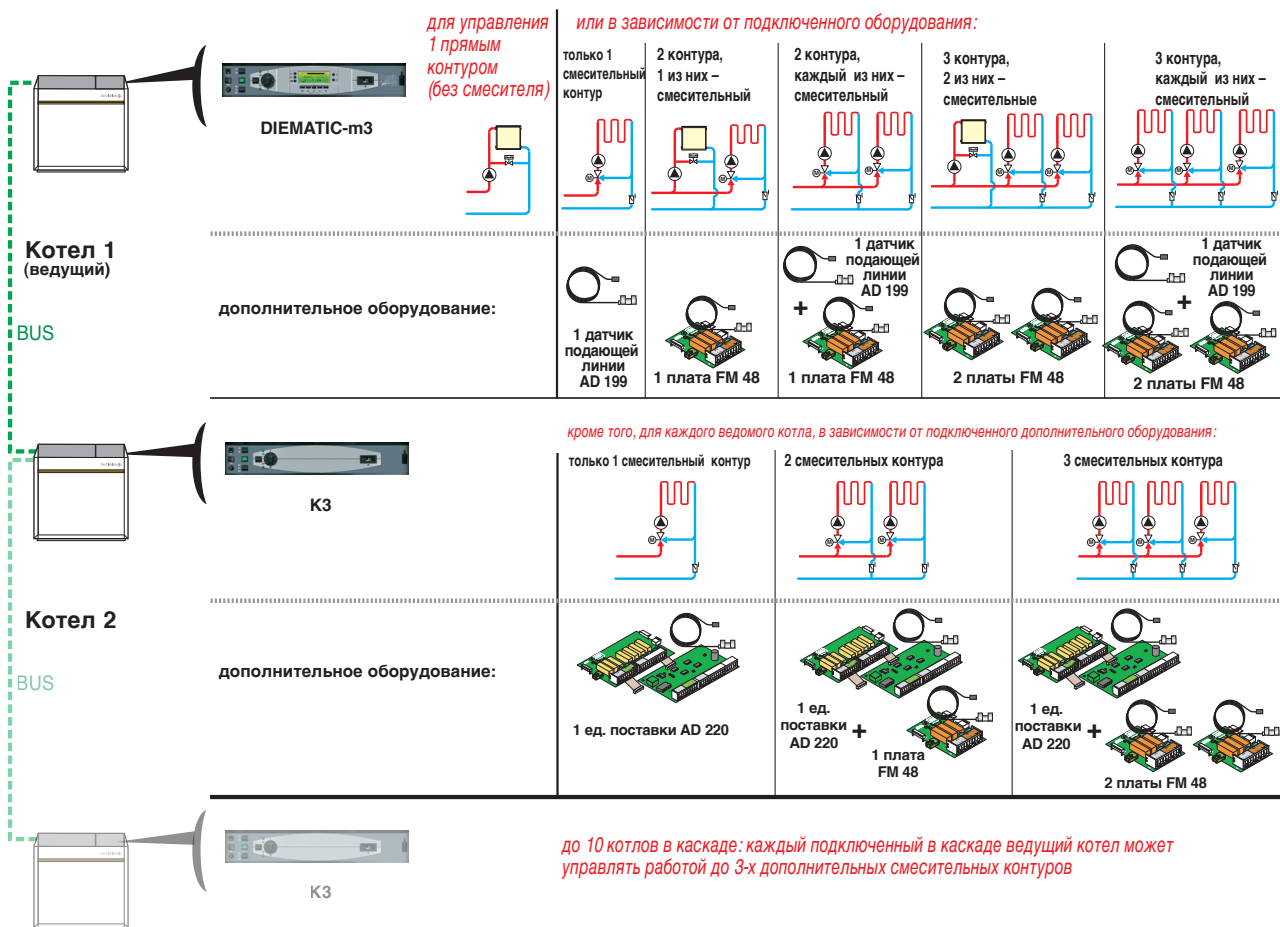 для управления
1 прямым
контуром
(без смесителя)
или в зависимости от подключенного оборудования:
только 1
смесительный
контур
2 контура,
1 из них –
смесительный
2 контура,
каждый из них –
смесительный
3 контура,
2 из них –
смесительные
3 контура,
каждый из них –
смесительный
DIEMATIC-m3
M
M
M
M
M
M
M
M
M
Котел 1
(ведущий)
BUS
дополнительное оборудование:
1 датчик
подающей
линии
AD 199
1 плата FM 48
1 датчик
подающей
линии
AD 199
+
1 плата FM 48
2 платы FM 48
1 датчик
подающей
линии
AD 199
+
2 платы FM 48
кроме того, для каждого ведомого котла, в зависимости от подключенного дополнительного оборудования:
только 1 смесительный контур
2 смесительных контура
3 смесительных контура
K3
M
M
M
M
M
M
Котел 2
BUS
дополнительное оборудование:
1 ед. поставки AD 220
1 ед.
поставки
AD 220
+
1 плата
FM 48
1 ед.
поставки
AD 220
+
2 платы FM 48
K3
до 10 котлов в каскаде: каждый подключенный в каскаде ведущий котел может
управлять работой до 3-х дополнительных смесительных контуров